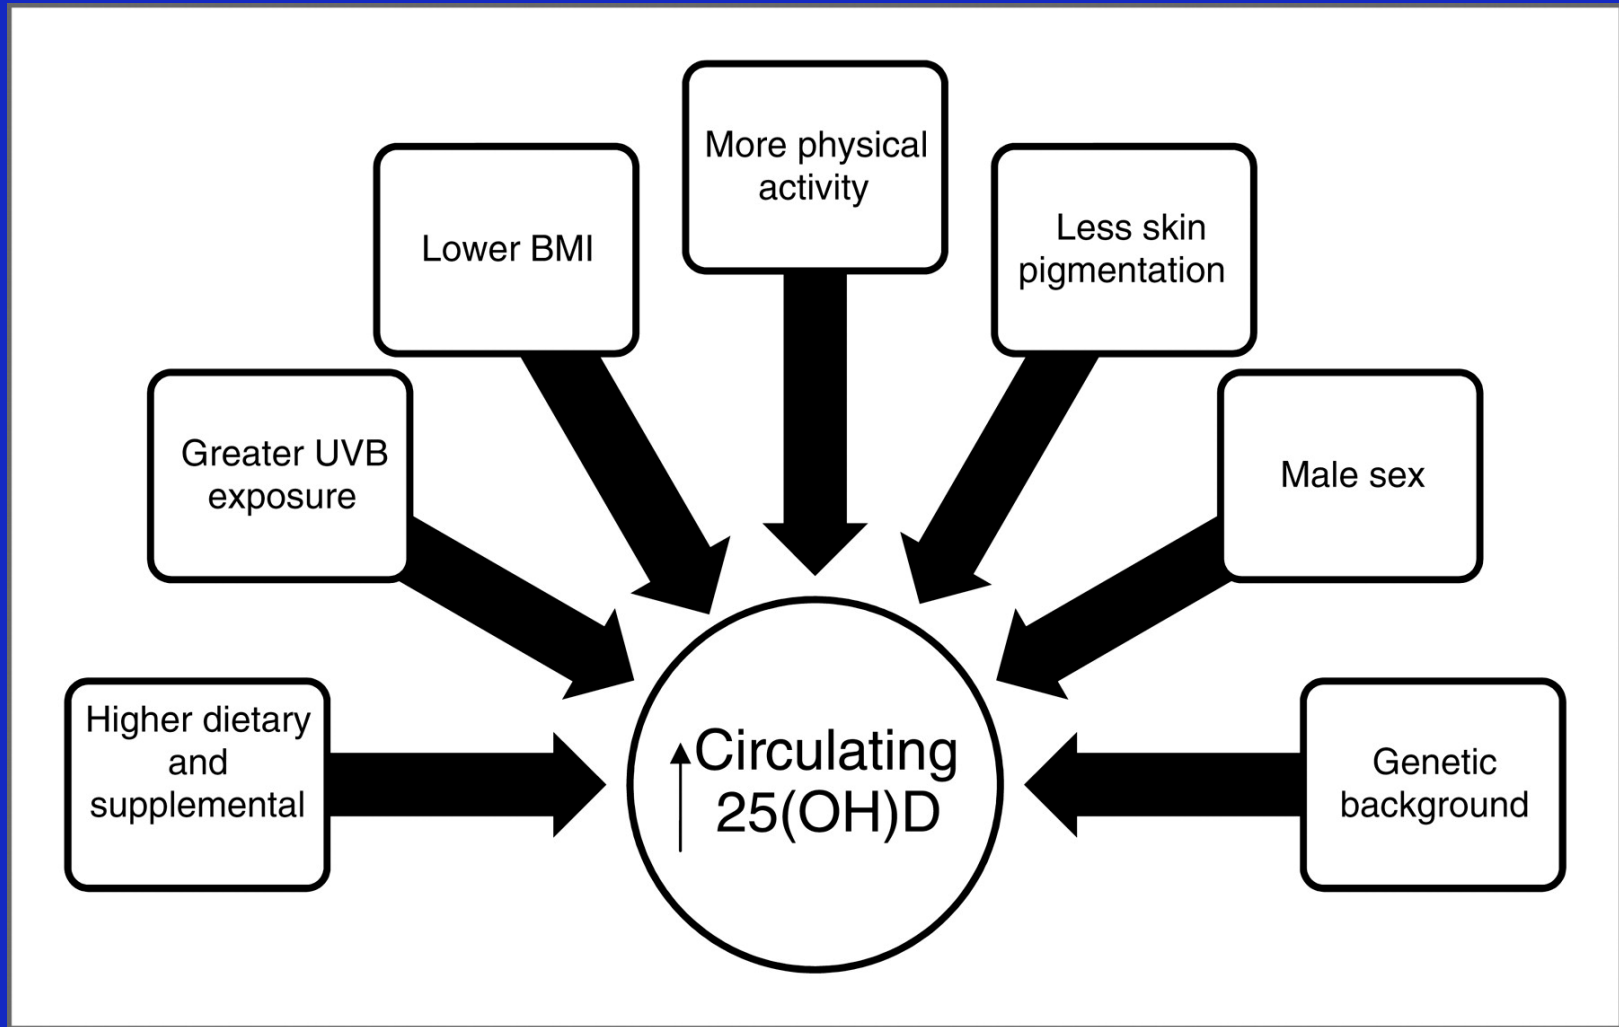 More physical
activity
Lower BMI
Less skin
pigmentation
Greater UVB
exposure
Male sex
Higher dietary
and
supplemental
↑Circulating
25(OH)D
Genetic
background